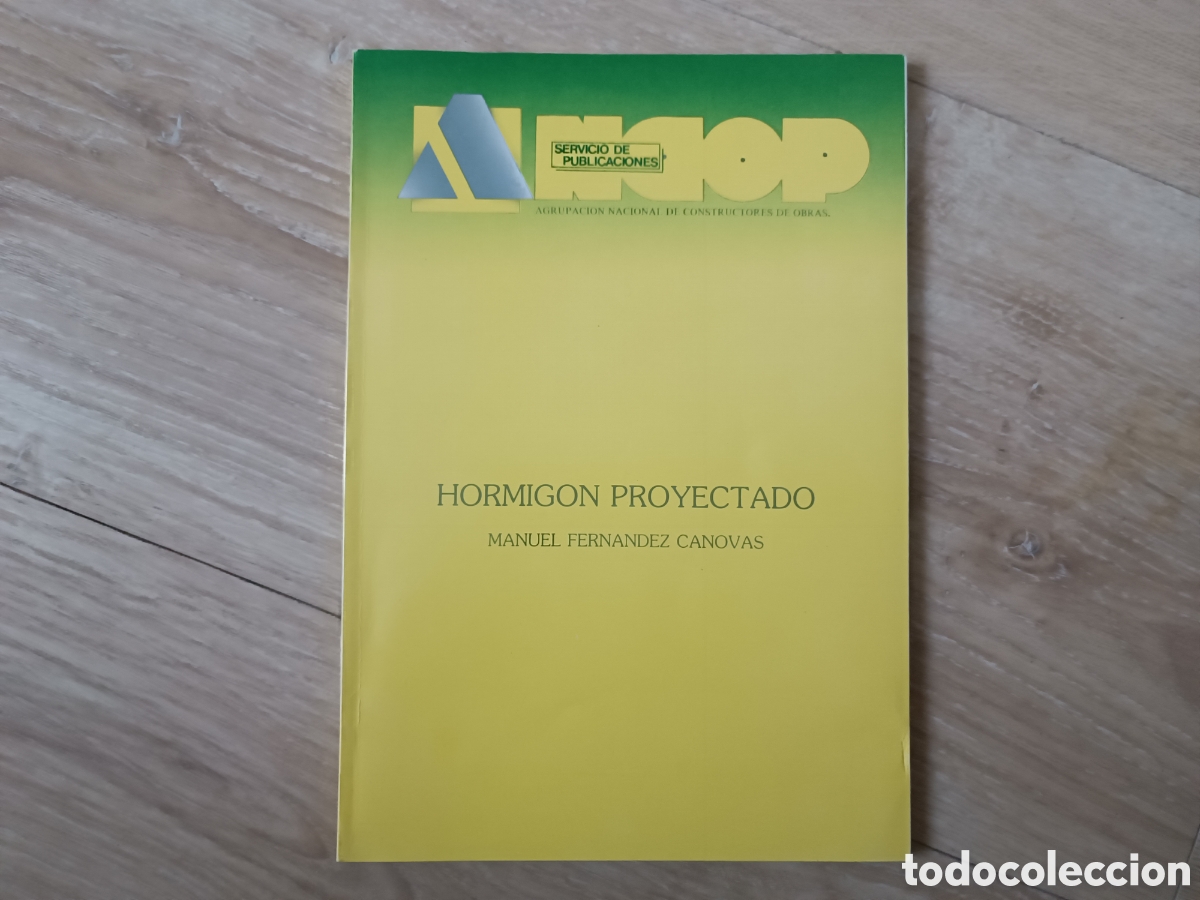 ANCOP
SERVICIO DE
PUBLICACIONES
AGRUPACION NACIONAL DE CONSTRUCTORES DE OBRAS.
HORMIGON PROYECTADO
MANUEL FERNANDEZ CANOVAS
todocoleccion